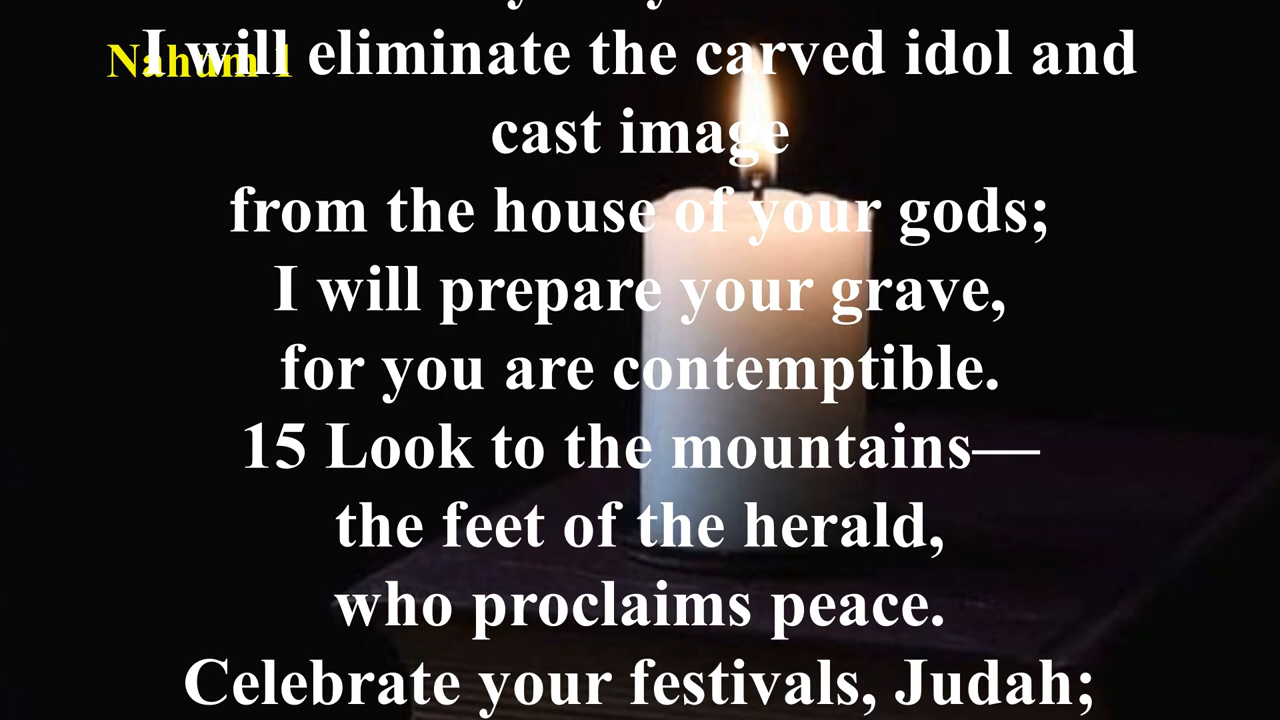 Nahum 1
I will eliminate the carved idol and
cast image
from the house of your gods;
I will prepare your grave,
for you are contemptible.
15 Look to the mountains—
the feet of the herald,
who proclaims peace.
Celebrate your festivals, Judah;